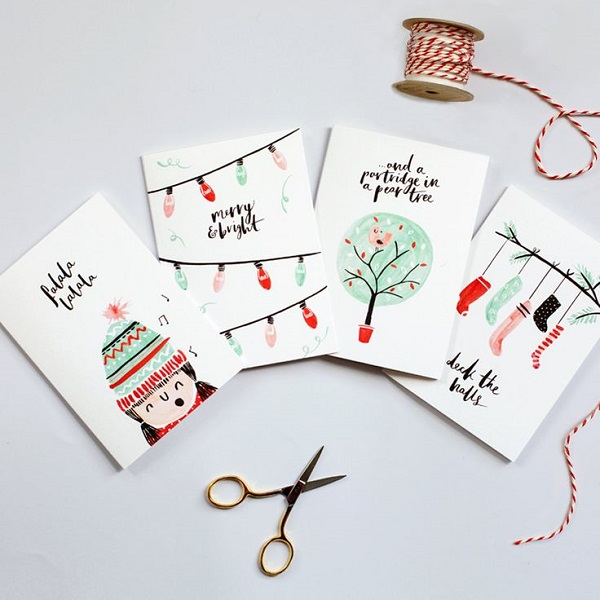 falala
lalala
merry
& bright
...and a
partridge in
a pear tree
deck the
halls